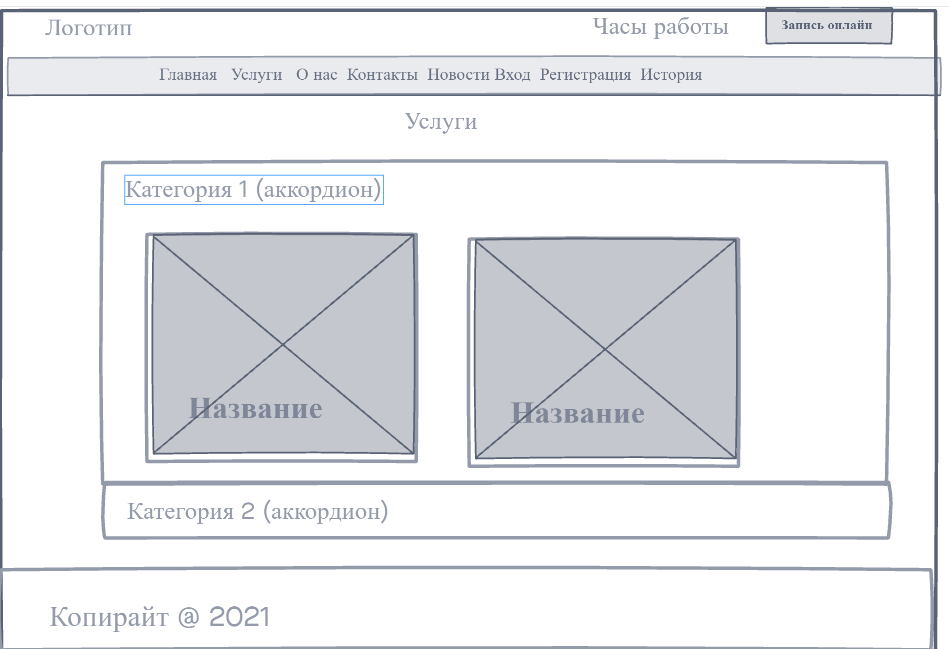 Логотип
Часы работы
Запись онлайн
Главная Услуги О нас Контакты Новости Вход Регистрация История
Услуги
Категория 1 (аккордион)
Название
Название
Категория 2 (аккордион)
Копирайт @ 2021